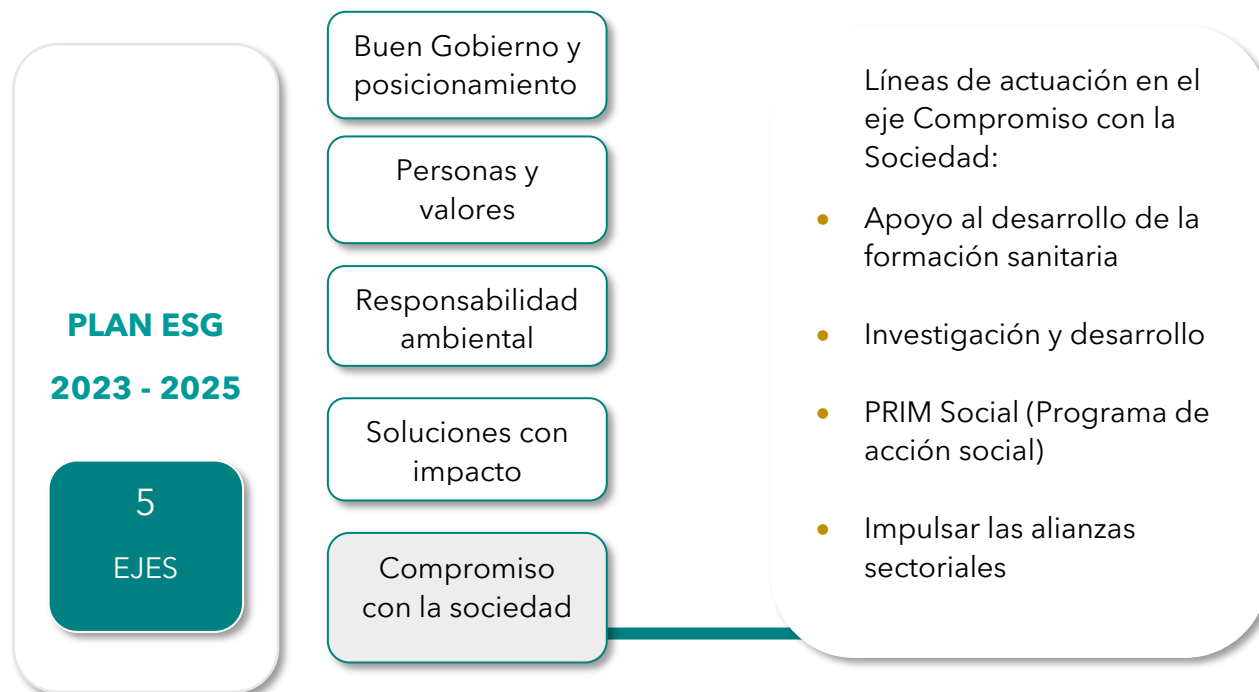 PLAN ESG
2023 - 2025
5
EJES
Buen Gobierno y
posicionamiento
Personas y
valores
Responsabilidad
ambiental
Soluciones con
impacto
Compromiso
con la sociedad
Líneas de actuación en el
eje Compromiso con la
Sociedad:
• Apoyo al desarrollo de la
formación sanitaria
• Investigación y desarrollo
• PRIM Social (Programa de
acción social)
• Impulsar las alianzas
sectoriales